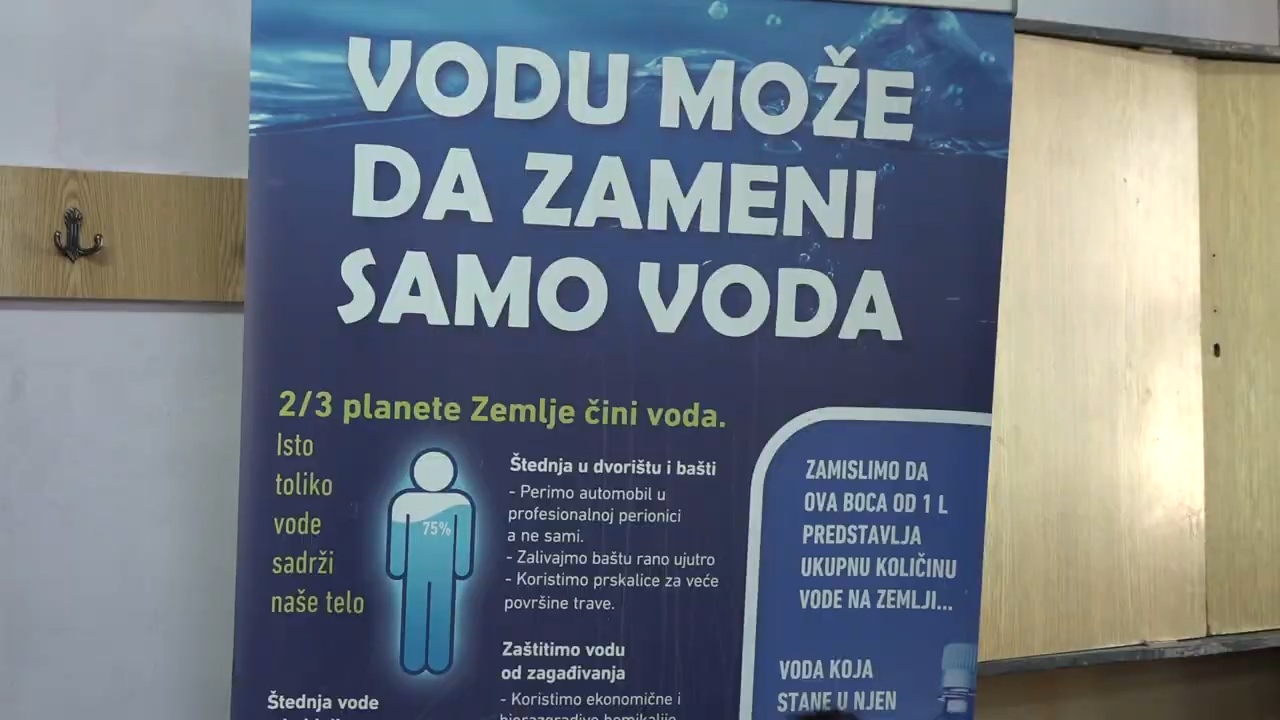 VODU MOŽE
DA ZAMENI
SAMO VODA
2/3 planete Zemlje čini voda.
Isto
toliko
vode
sadrži
naše telo
75%
Štednja u dvorištu i bašti
- Perimo automobil u
profesionalnoj perionici
a ne sami.
- Zalivajmo baštu rano ujutro
- Koristimo prskalice za veće
površine trave.
Zaštitimo vodu
od zagađivanja
- Koristimo ekonomične i
Štednja vode
ZAMISLIMO DA
OVA BOCA OD 1 L
PREDSTAVLJA
UKUPNU KOLIČINU
VODE NA ZEMLJI...
VODA KOJA
STANE U NJEN